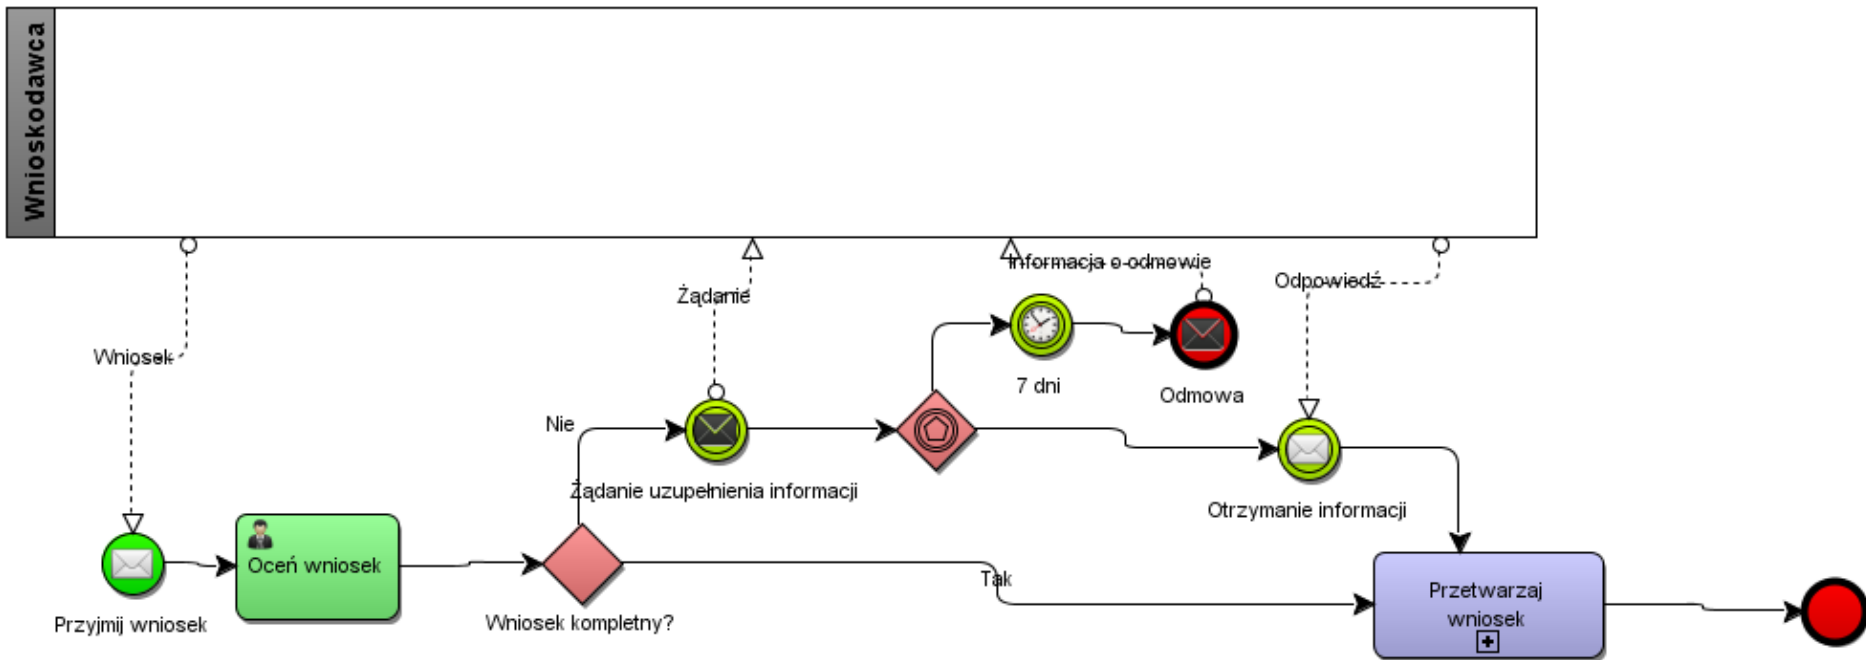 Wnioskodawca
Informacja o odmowie
Odpowiedź
Żądanie
Wniosek
7 dni
Odmowa
Nie
Żądanie uzupełnienia informacji
Otrzymanie informacji
Oceń wniosek
Tak
Przetwarzaj
wniosek
Przyjmij wniosek
Wniosek kompletny?